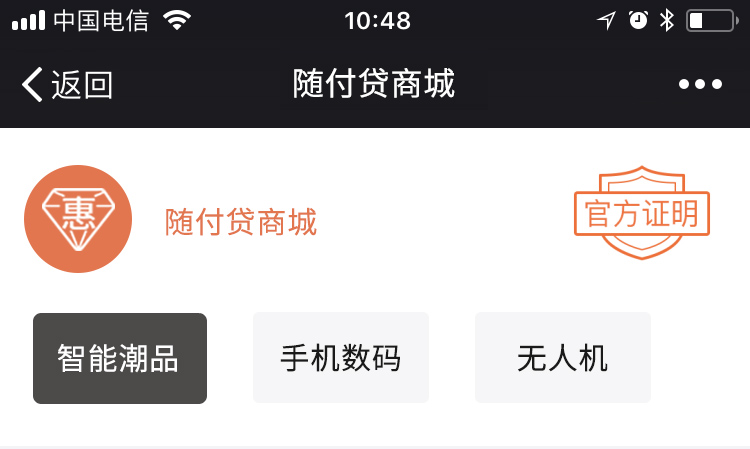 中国电信
10:48
返回
随付贷商城
惠
随付贷商城
官方证明
智能潮品
手机数码
无人机